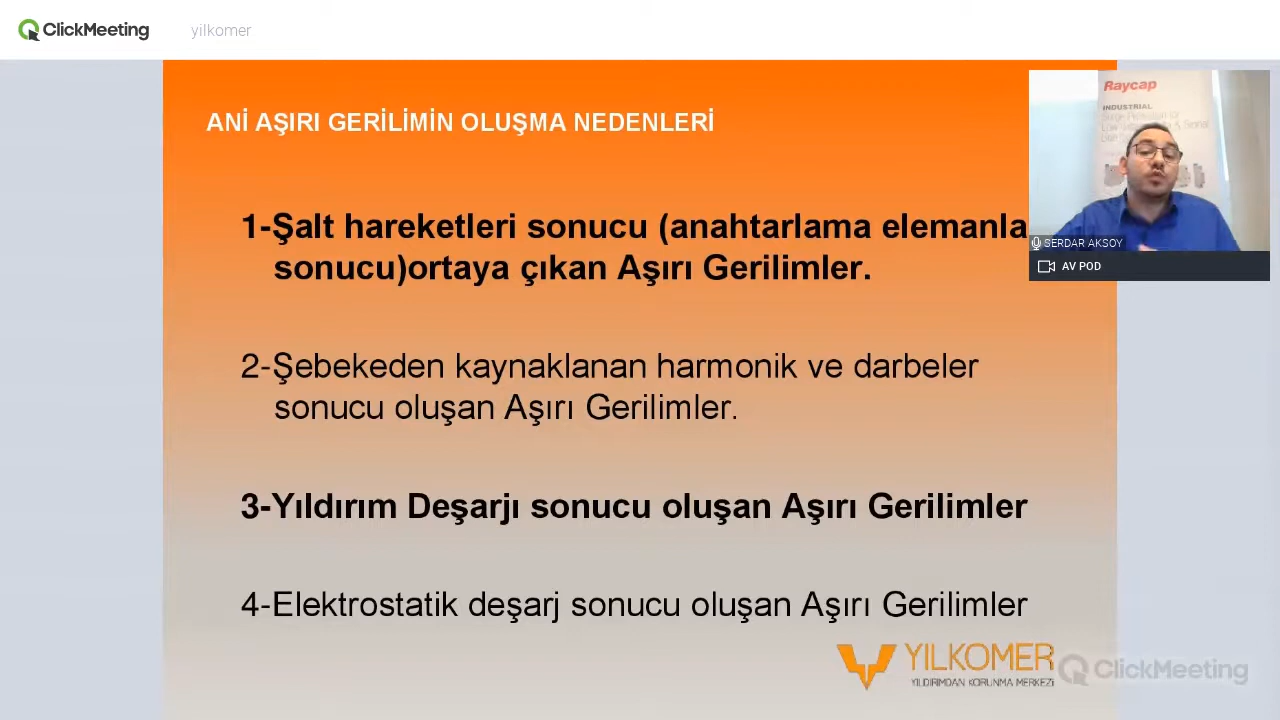 ClickMeeting
yilkomer
ANİ AŞIRI GERİLİMİN OLUŞMA NEDENLERİ
1-Şalt hareketleri sonucu (anahtarlama elemanla
sonucu)ortaya çıkan Aşırı Gerilimler.
2-Şebekeden kaynaklanan harmonik ve darbeler
sonucu oluşan Aşırı Gerilimler.
3-Yıldırım Deşarjı sonucu oluşan Aşırı Gerilimler
4-Elektrostatik deşarj sonucu oluşan Aşırı Gerilimler
YILKOMER
YILDIRIMDAN KORUNMA MERKEZİ
ClickMeeting
Raycap
INDUSTRIAL
SERDAR AKSOY
AV POD